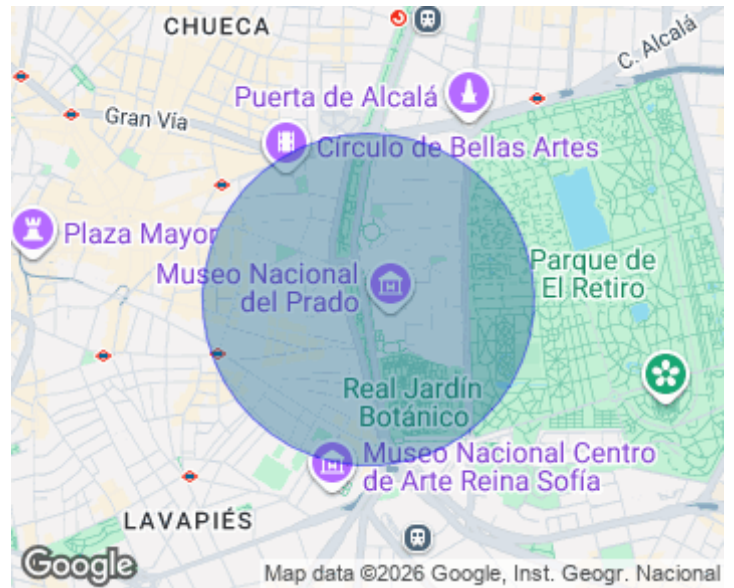 CHUECA
C. Alcalá
Puerta de Alcalá
Gran Vía
Círculo de Bellas Artes
Plaza Mayor
Museo Nacional
del Prado
Parque de
El Retiro
Real Jardín
Botánico
Museo Nacional Centro
de Arte Reina Sofía
LAVAPIÉS
Google
Map data ©2026 Google, Inst. Geogr. Nacional